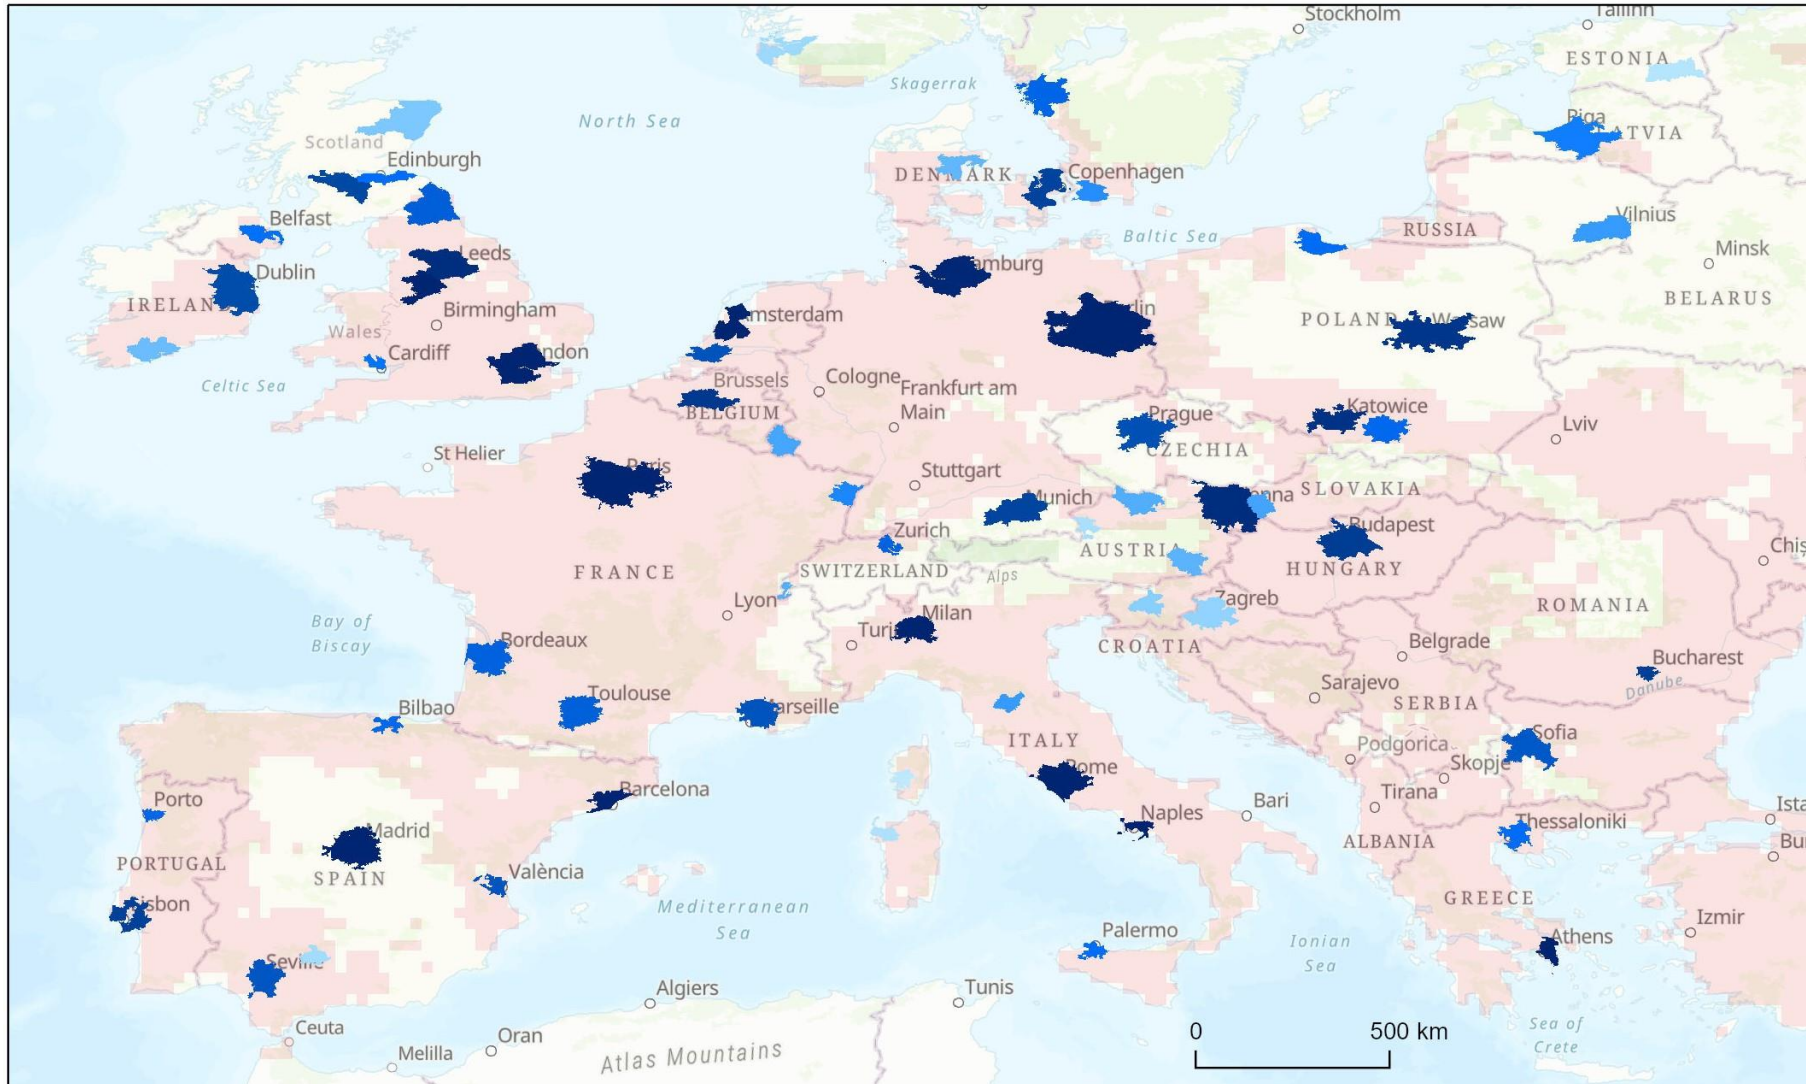 Stockholm
Tallinn
ESTONIA
Skagerrak
North Sea
Scotland
Edinburgh
Riga
LATVIA
DENMARK
Copenhagen
Belfast
Vilnius
RUSSIA
Baltic Sea
Minsk
Leeds
Dublin
Hamburg
IRELAND
BELARUS
Birmingham
Amsterdam
Berlin
POLAND
Warsaw
Wales
Cardiff
London
Celtic Sea
Brussels
Cologne
Frankfurt am
Main
BELGIUM
Prague
Katowice
Lviv
St Helier
CZECHIA
Paris
Stuttgart
SLOVAKIA
Munich
Vienna
Budapest
Zurich
AUSTRIA
Chiș
FRANCE
SWITZERLAND
Alps
HUNGARY
Lyon
Zagreb
ROMANIA
Milan
Turin
Bay of
Biscay
Bordeaux
CROATIA
Belgrade
Bucharest
Sarajevo
Danube
Toulouse
Bilbao
Marseille
SERBIA
ITALY
Podgorica
Sofia
Rome
Skopje
Barcelona
Porto
Tirana
Bari
Ista
Naples
Thessaloniki
Madrid
ALBANIA
Bur
PORTUGAL
SPAIN
València
GREECE
Lisbon
Mediterranean
Sea
Izmir
Palermo
Athens
Ionian
Sea
Seville
Algiers
Tunis
Ceuta
Oran
Sea of
Crete
0
500 km
Melilla
Atlas Mountains